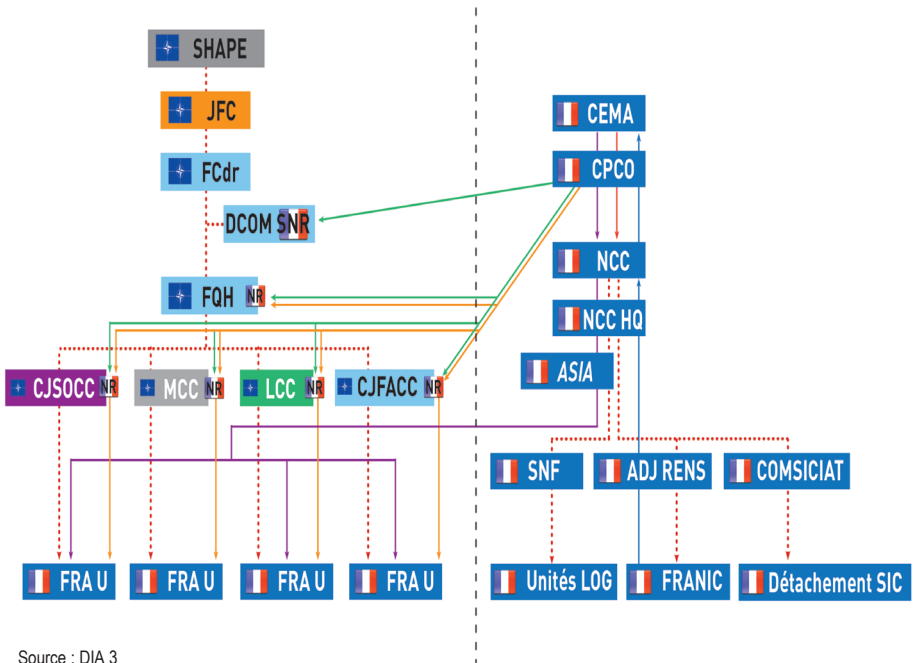 SHAPE
JFC
FCdr
DCOM SNR
FQH NR
CJSOCC NR
MCC NR
LCC NR
CJFACC NR
FRA U
FRA U
FRA U
FRA U
CEMA
CPCO
NCC
NCC HQ
ASIA
SNF
ADJ RENS
COMSICIAT
Unités LOG
FRANIC
Détachement SIC
Source : DIA 3